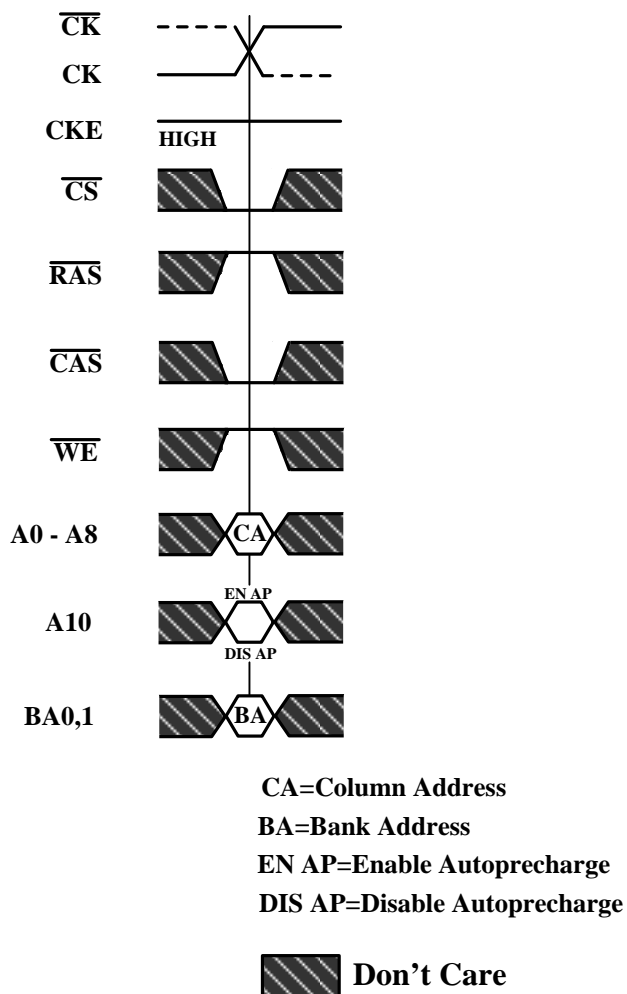 CK
CK
CKE
HIGH
CS
RAS
CAS
WE
A0 - A8
CA
EN AP
A10
DIS AP
BA0,1
BA
CA=Column Address
BA=Bank Address
EN AP=Enable Autoprecharge
DIS AP=Disable Autoprecharge
Don't Care